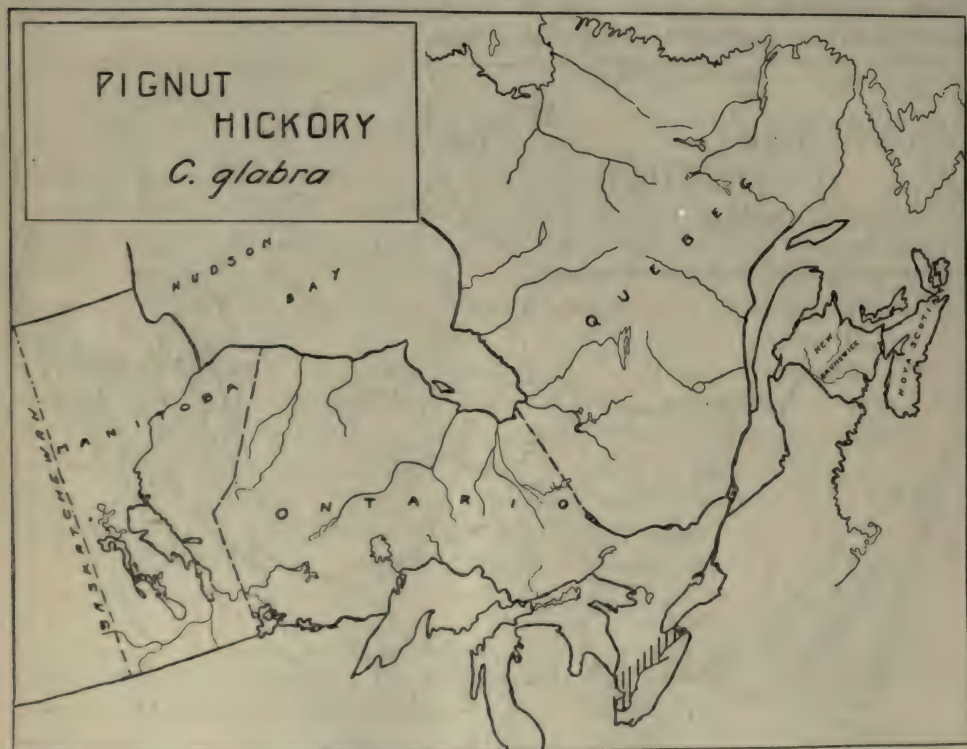 PIGNUT
HICKORY
C. glabra
HUDSON
BAY
QUEBEC
MANITOBA
SASKATCHEWAN
ONTARIO
NEW
BRUNSWICK
NOVA SCOTIA